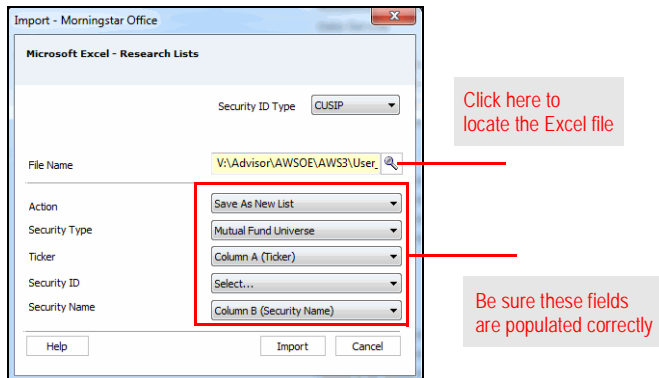 Import - Morningstar Office
Microsoft Excel - Research Lists
Security ID Type CUSIP
Click here to
locate the Excel file
File Name V:\Advisor\AWSOE\AWS3\User_
Action Save As New List
Security Type Mutual Fund Universe
Ticker Column A (Ticker)
Security ID Select...
Security Name Column B (Security Name)
Be sure these fields
are populated correctly
Help Import Cancel